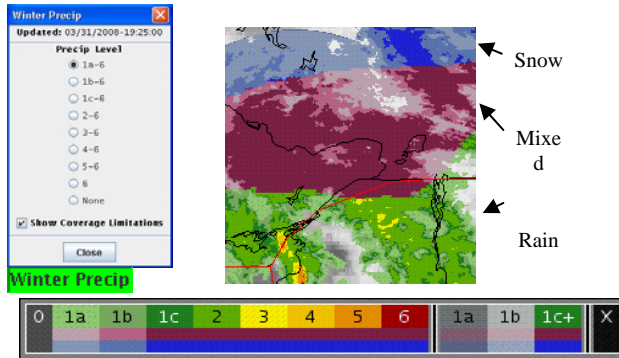 Winter Precip
Updated: 03/31/2008-19:25:00
Precip Level
1a-6
1b-6
1c-6
2-6
3-6
4-6
5-6
6
None
Show Coverage Limitations
Close
Winter Precip
Snow
Mixe
d
Rain
0 1a 1b 1c 2 3 4 5 6 1a 1b 1c+ X